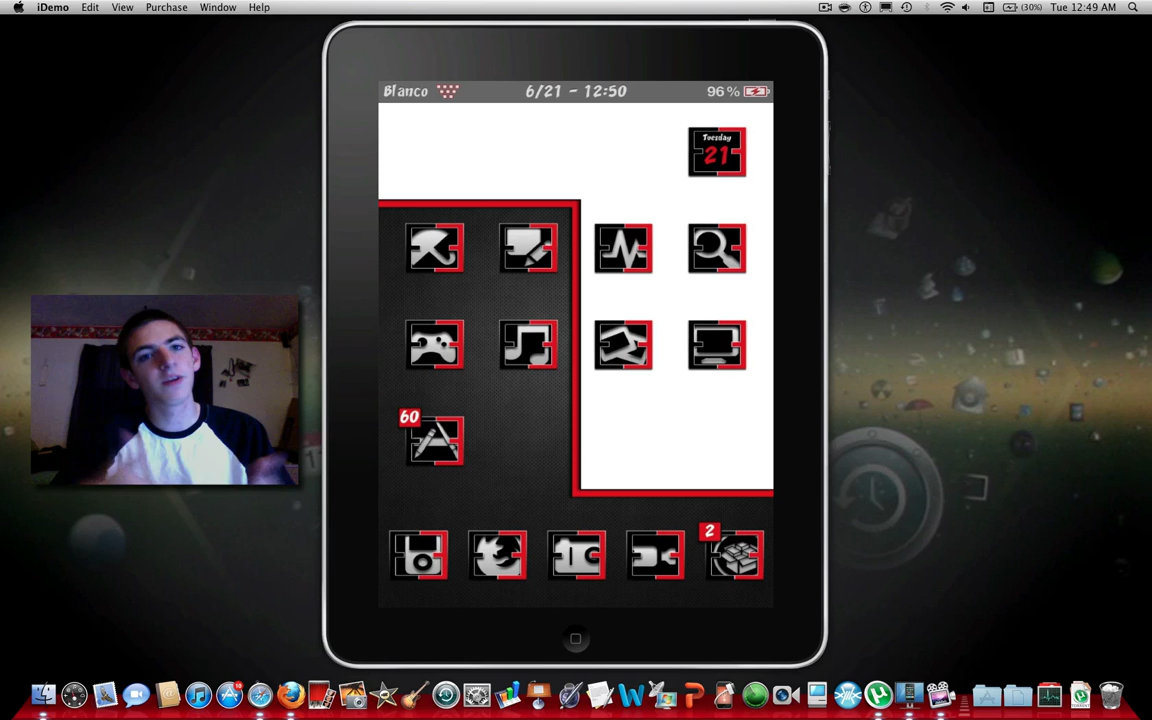 iDemo Edit View Purchase Window Help (30%) Tue 12:49 AM
Blanco 6/21 - 12:50 96%
Tuesday
21
60
2